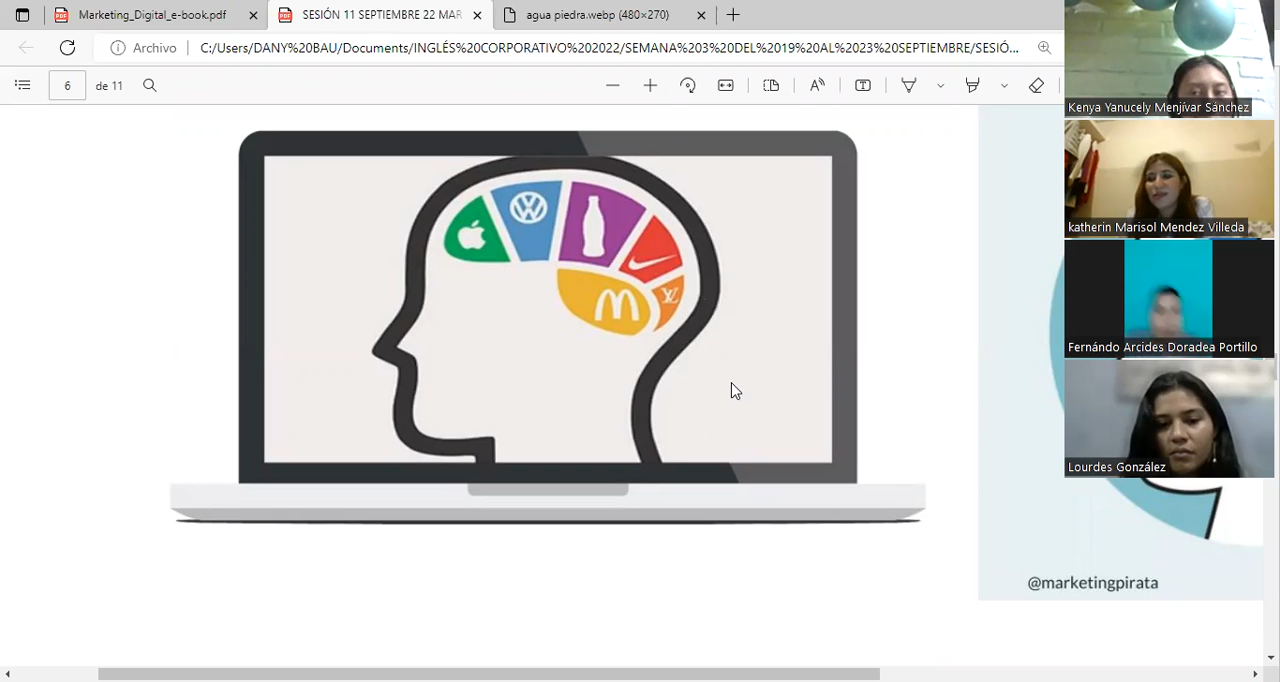 Marketing_Digital_e-book.pdf
SESIÓN 11 SEPTIEMBRE 22 MAR
agua piedra.webp (480×270)
Archivo
C:/Users/DANY%20BAU/Documents/INGLÉS%20CORPORATIVO%202022/SEMANA%203%20DEL%2019%20AL%2023%20SEPTIEMBRE/SESIÓ...
6
de 11
Kenya Yanucely Menjívar Sánchez
katherin Marisol Mendez Villeda
Fernándo Arcides Doradea Portillo
Lourdes González
@marketingpirata